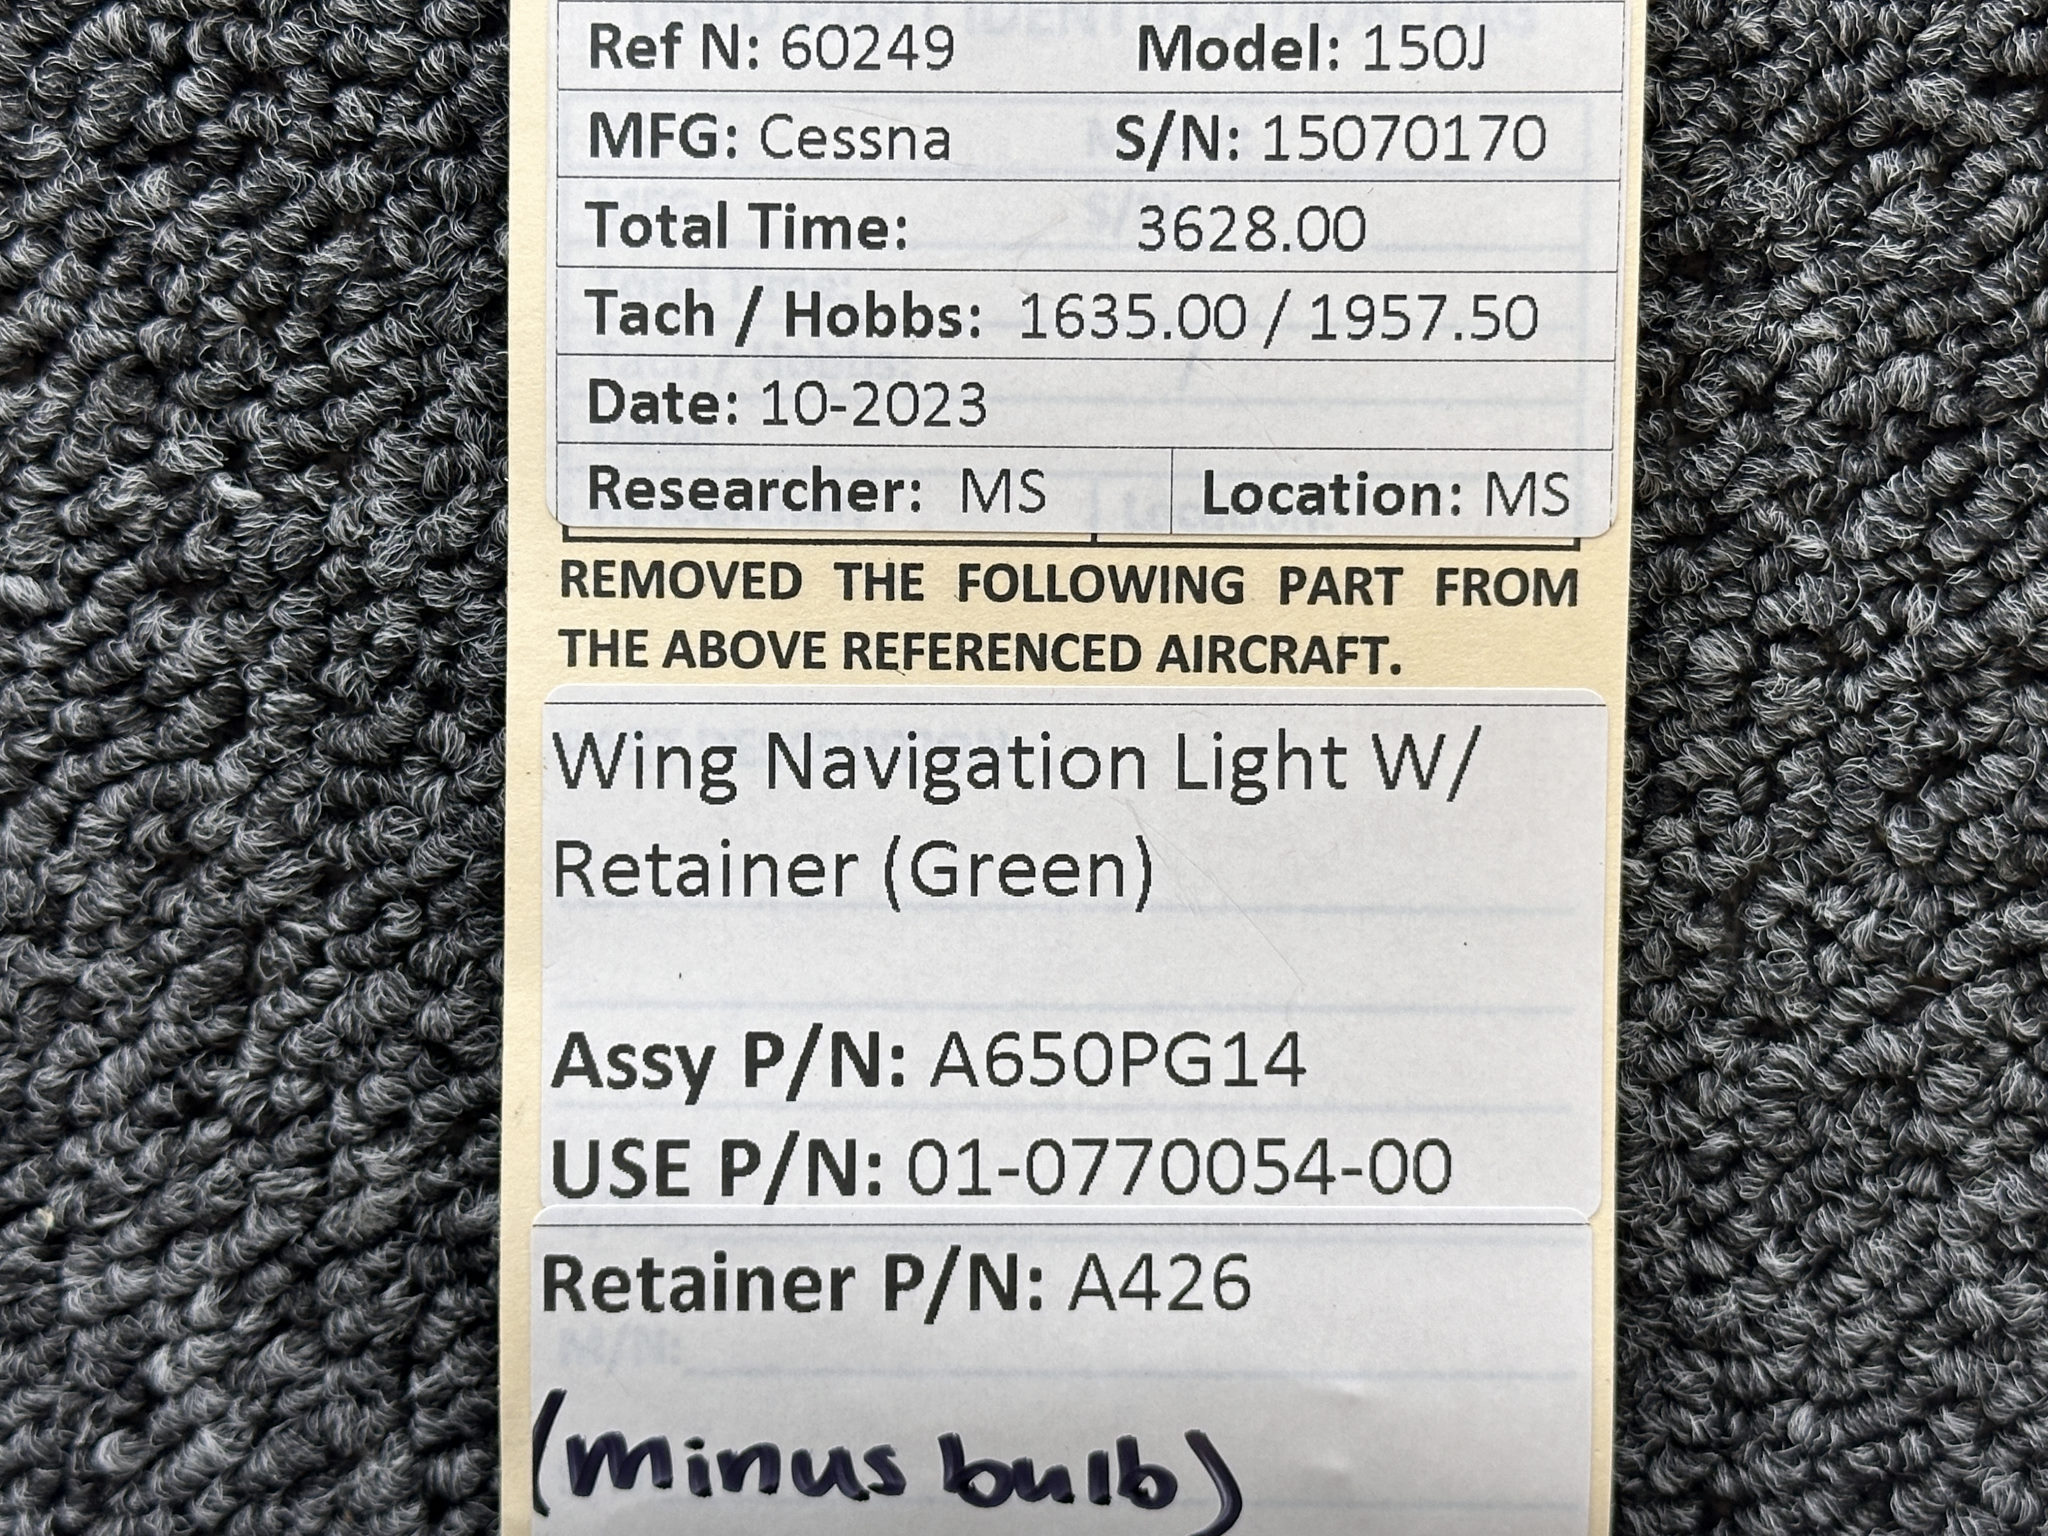 Ref N: 60249 Model: 150J
MFG: Cessna S/N: 15070170
Total Time: 3628.00
Tach / Hobbs: 1635.00 / 1957.50
Date: 10-2023
Researcher: MS Location: MS
REMOVED THE FOLLOWING PART FROM
THE ABOVE REFERENCED AIRCRAFT.
Wing Navigation Light W/
Retainer (Green)
Assy P/N: A650PG14
USE P/N: 01-0770054-00
Retainer P/N: A426
M/N:
(minus bulb)